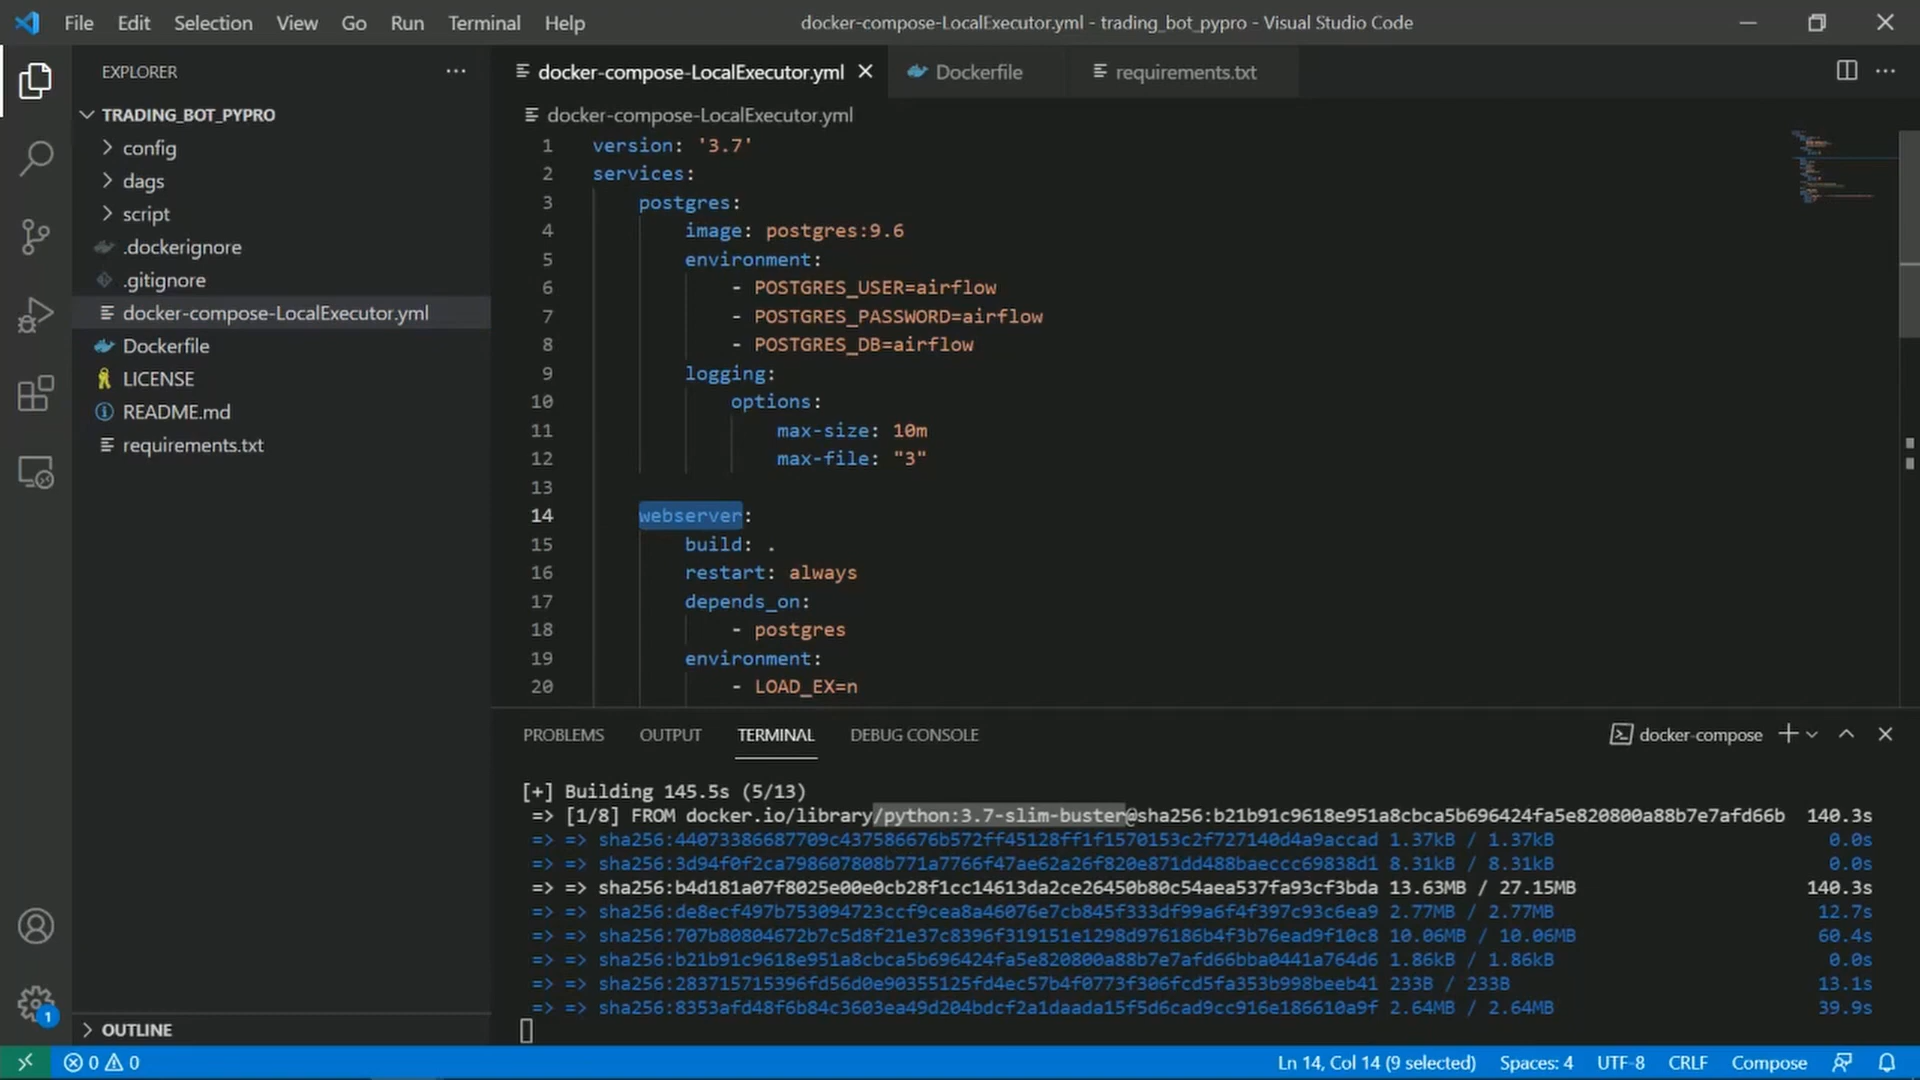 File Edit Selection View Go Run Terminal Help docker-compose-LocalExecutor.yml - trading_bot_pypro - Visual Studio Code
EXPLORER
TRADING_BOT_PYPRO
config
dags
script
.dockerignore
.gitignore
docker-compose-LocalExecutor.yml
Dockerfile
LICENSE
README.md
requirements.txt
OUTLINE
docker-compose-LocalExecutor.yml Dockerfile requirements.txt
docker-compose-LocalExecutor.yml
1 version: '3.7'
2 services:
3 postgres:
4 image: postgres:9.6
5 environment:
6 - POSTGRES_USER=airflow
7 - POSTGRES_PASSWORD=airflow
8 - POSTGRES_DB=airflow
9 logging:
10 options:
11 max-size: 10m
12 max-file: "3"
13
14 webserver:
15 build: .
16 restart: always
17 depends_on:
18 - postgres
19 environment:
20 - LOAD_EX=n
PROBLEMS OUTPUT TERMINAL DEBUG CONSOLE docker-compose
[+] Building 145.5s (5/13)
=> [1/8] FROM docker.io/library/python:3.7-slim-buster@sha256:b21b91c9618e951a8cbca5b696424fa5e820800a88b7e7afd66b 140.3s
=> => sha256:44073386687709c437586676b572ff45128ff1f1570153c2f727140d4a9accad 1.37kB / 1.37kB 0.0s
=> => sha256:3d94f0f2ca798607808b771a7766f47ae62a26f820e871dd488baeccc69838d1 8.31kB / 8.31kB 0.0s
=> => sha256:b4d181a07f8025e00e0cb28f1cc14613da2ce26450b80c54aea537fa93cf3bda 13.63MB / 27.15MB 140.3s
=> => sha256:de8ecf497b753094723ccf9cea8a46076e7cb845f333df99a6f4f397c93c6ea9 2.77MB / 2.77MB 12.7s
=> => sha256:707b80804672b7c5d8f21e37c8396f319151e1298d976186b4f3b76ead9f10c8 10.06MB / 10.06MB 60.4s
=> => sha256:b21b91c9618e951a8cbca5b696424fa5e820800a88b7e7afd66bba0441a764d6 1.86kB / 1.86kB 0.0s
=> => sha256:283715715396fd56d0e90355125fd4ec57b4f0773f306fcd5fa353b998beeb41 233B / 233B 13.1s
=> => sha256:8353afd48f6b84c3603ea49d204bdcf2a1daada15f5d6cad9cc916e186610a9f 2.64MB / 2.64MB 39.9s
1
0 0 Ln 14, Col 14 (9 selected) Spaces: 4 UTF-8 CRLF Compose